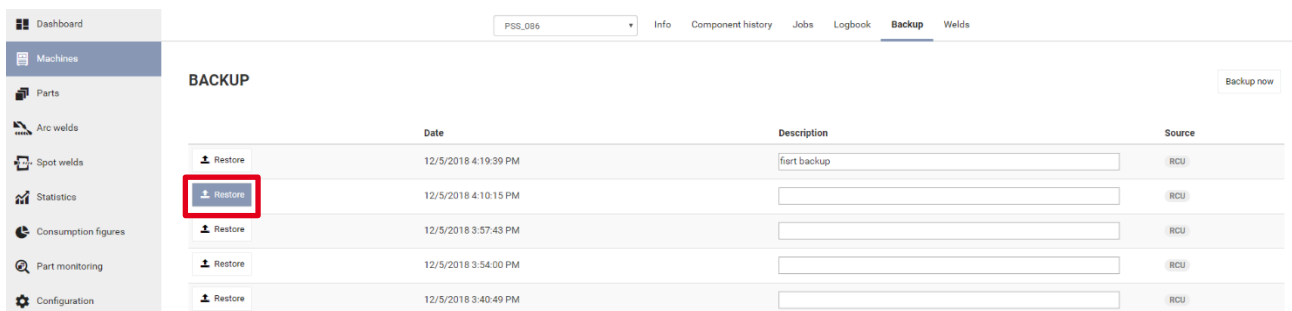 Dashboard
PSS_086 Info Component history Jobs Logbook Backup Welds
Machines
BACKUP
Backup now
Parts
Arc welds
Date Description Source
Spot welds
Restore 12/5/2018 4:19:39 PM fisrt backup RCU
Statistics
Restore 12/5/2018 4:10:15 PM RCU
Consumption figures
Restore 12/5/2018 3:57:43 PM RCU
Part monitoring
Restore 12/5/2018 3:54:00 PM RCU
Configuration
Restore 12/5/2018 3:40:49 PM RCU